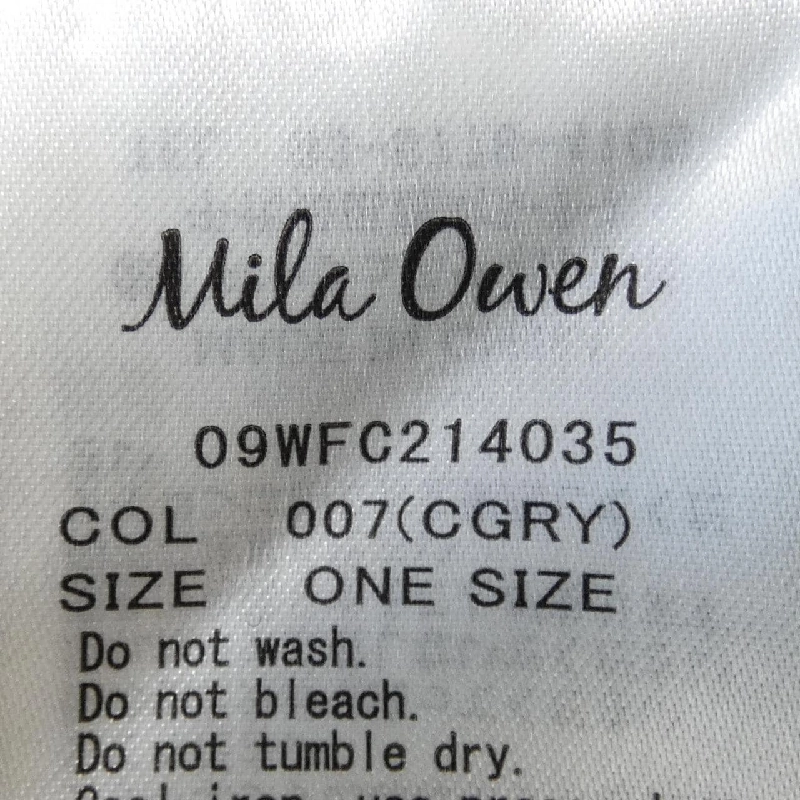 Mila Owen
09WFC214035
COL 007(CGRY)
SIZE ONE SIZE
Do not wash.
Do not bleach.
Do not tumble dry.